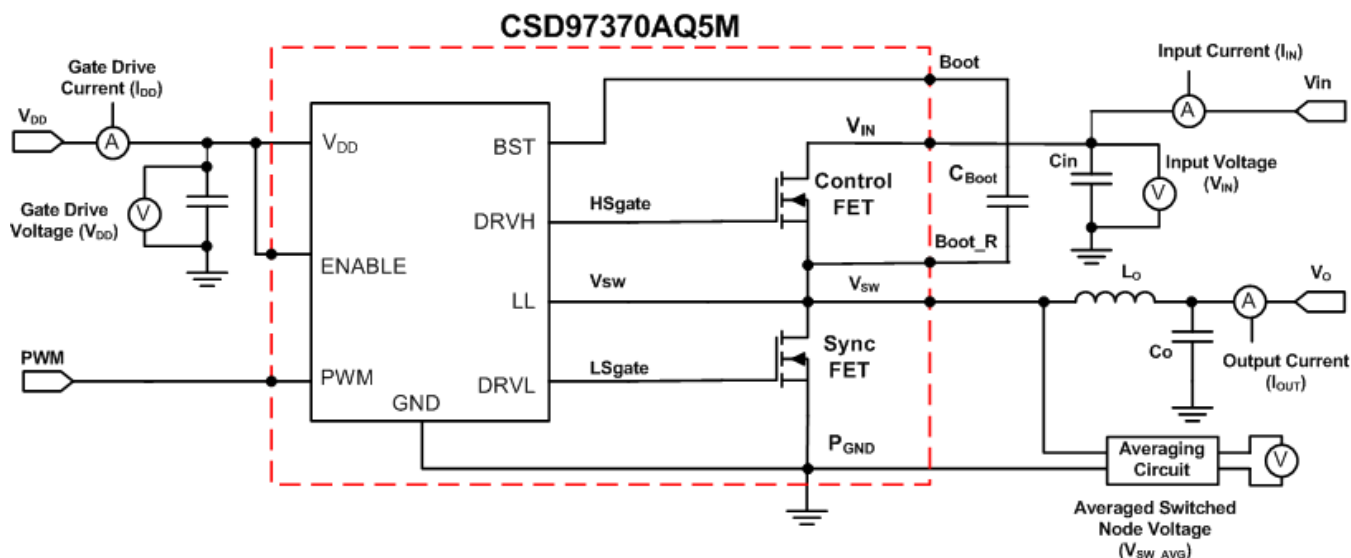 CSD97370AQ5M
Gate Drive
Current (IDD)
VDD
A
V
Gate Drive
Voltage (VDD)
PWM
VDD
ENABLE
PWM
GND
BST
DRVH
LL
DRVL
HSgate
Vsw
LSgate
Boot
VIN
Control
FET
CBoot
Boot_R
VSW
Sync
FET
PGND
Input Current (IIN)
Vin
A
Cin
V
Input Voltage
(VIN)
LO
VO
A
Co
Output Current
(IOUT)
Averaging
Circuit
V
Averaged Switched
Node Voltage
(VSW_AVG)